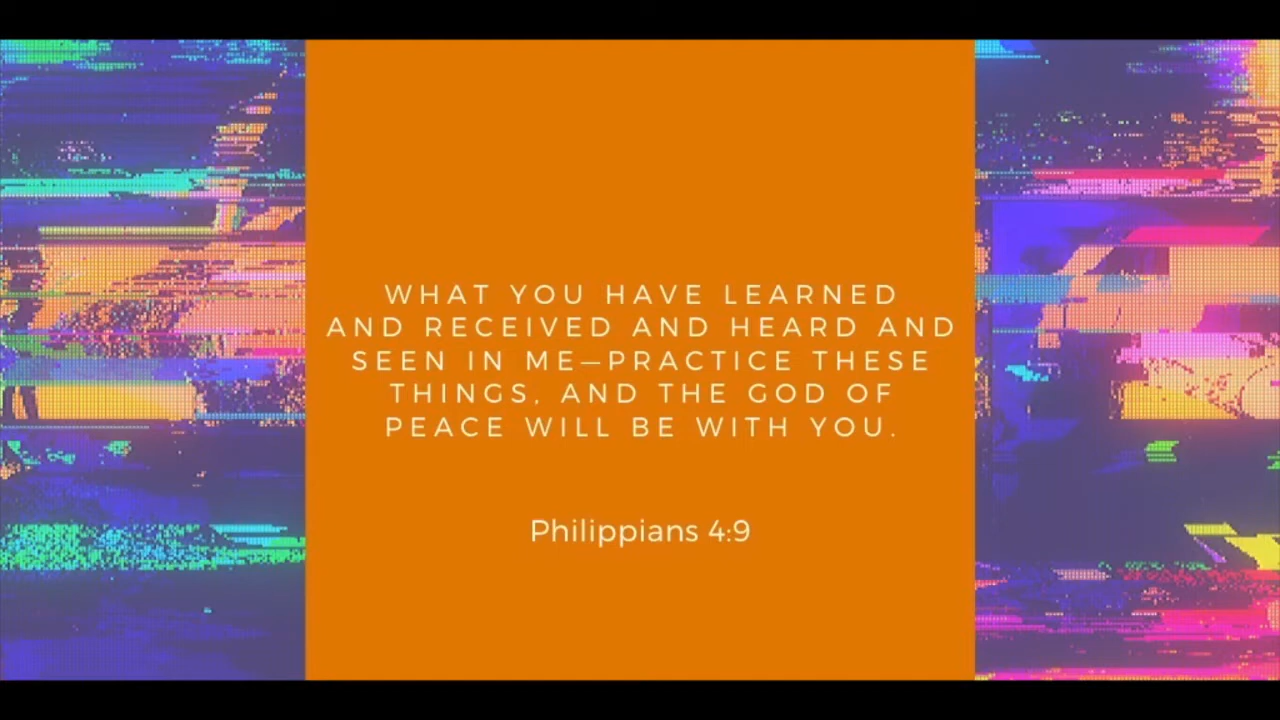 WHAT YOU HAVE LEARNED
AND RECEIVED AND HEARD AND
SEEN IN ME—PRACTICE THESE
THINGS, AND THE GOD OF
PEACE WILL BE WITH YOU.
Philippians 4:9